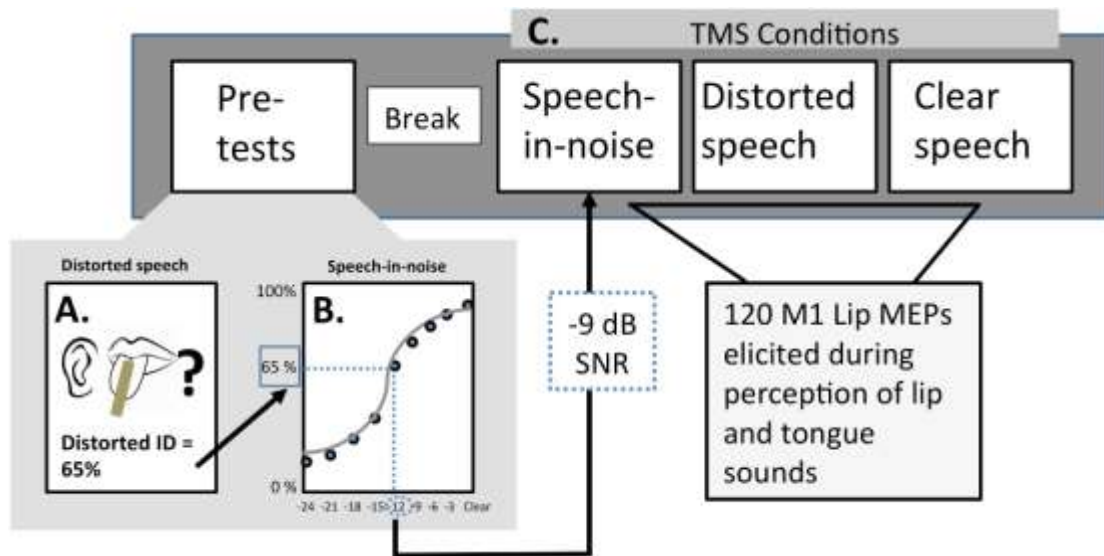 C. TMS Conditions
Pre-
tests
Break
Speech-
in-noise
Distorted
speech
Clear
speech
Distorted speech
A.
?
Distorted ID =
65%
Speech-in-noise
B.
100%
65 %
0 %
-24 -21 -18 -15 -12 -9 -6 -3 Clear
-9 dB
SNR
120 M1 Lip MEPs
elicited during
perception of lip
and tongue
sounds